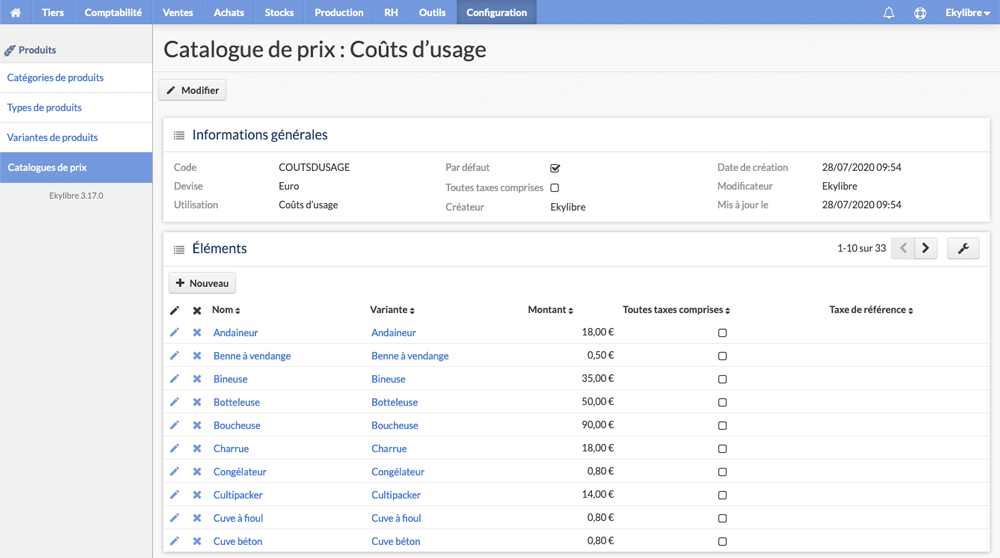 Tiers Comptabilité Ventes Achats Stocks Production RH Outils Configuration Ekylibre
Produits
Catégories de produits
Types de produits
Variantes de produits
Catalogues de prix
Ekylibre 3.17.0
Catalogue de prix : Coûts d’usage
Modifier
Informations générales
Code COUTSDUSAGE Par défaut Date de création 28/07/2020 09:54
Devise Euro Toutes taxes comprises Modificateur Ekylibre
Utilisation Coûts d’usage Créateur Ekylibre Mis à jour le 28/07/2020 09:54
Éléments 1-10 sur 33
Nouveau
Nom Variante Montant Toutes taxes comprises Taxe de référence
Andaineur Andaineur 18,00 €
Benne à vendange Benne à vendange 0,50 €
Bineuse Bineuse 35,00 €
Botteleuse Botteleuse 50,00 €
Boucheuse Boucheuse 90,00 €
Charrue Charrue 18,00 €
Congélateur Congélateur 0,80 €
Cultipacker Cultipacker 14,00 €
Cuve à fioul Cuve à fioul 0,80 €
Cuve béton Cuve béton 0,80 €